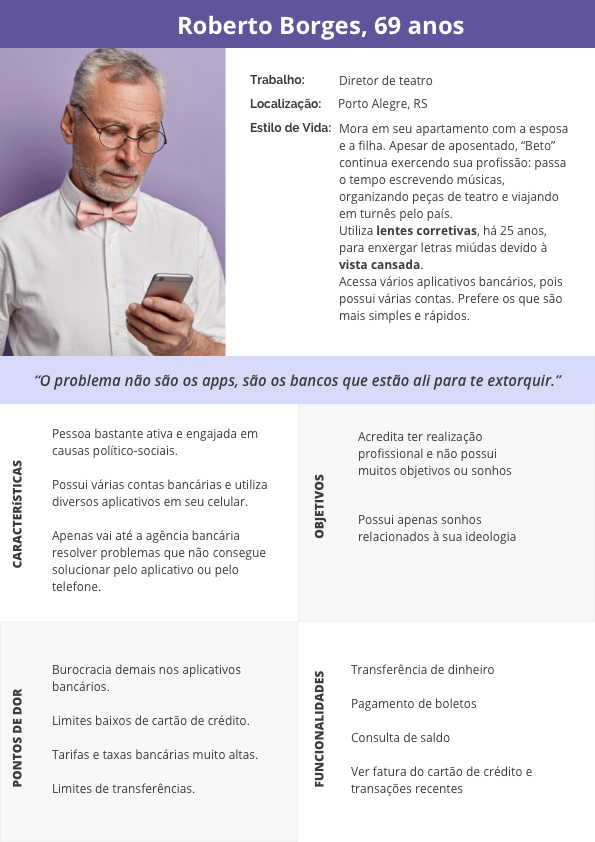 Roberto Borges, 69 anos
Trabalho: Diretor de teatro
Localização: Porto Alegre, RS
Estilo de Vida: Mora em seu apartamento com a esposa
e a filha. Apesar de aposentado, “Beto”
continua exercendo sua profissão: passa
o tempo escrevendo músicas,
organizando peças de teatro e viajando
em turnês pelo país.
Utiliza lentes corretivas, há 25 anos,
para enxergar letras miúdas devido à
vista cansada.
Acessa vários aplicativos bancários, pois
possui várias contas. Prefere os que são
mais simples e rápidos.
“O problema não são os apps, são os bancos que estão ali para te extorquir.”
CARACTERÍSTICAS
Pessoa bastante ativa e engajada em
causas político-sociais.
Possui várias contas bancárias e utiliza
diversos aplicativos em seu celular.
Apenas vai até a agência bancária
resolver problemas que não consegue
solucionar pelo aplicativo ou pelo
telefone.
OBJETIVOS
Acredita ter realização
profissional e não possui
muitos objetivos ou sonhos
Possui apenas sonhos
relacionados à sua ideologia
PONTOS DE DOR
Burocracia demais nos aplicativos
bancários.
Limites baixos de cartão de crédito.
Tarifas e taxas bancárias muito altas.
Limites de transferências.
FUNCIONALIDADES
Transferência de dinheiro
Pagamento de boletos
Consulta de saldo
Ver fatura do cartão de crédito e
transações recentes